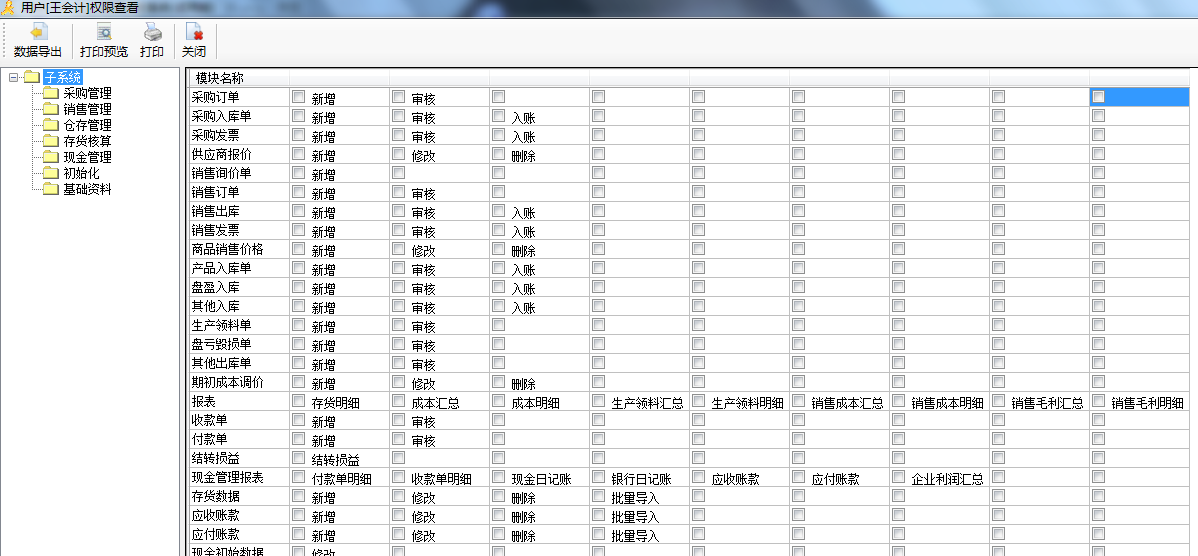 用户[王会计]权限查看
数据导出 打印预览 打印 关闭
子系统
采购管理
销售管理
仓存管理
存货核算
现金管理
初始化
基础资料
模块名称
采购订单 新增 审核
采购入库单 新增 审核 入账
采购发票 新增 审核 入账
供应商报价 新增 修改 删除
销售询价单 新增
销售订单 新增 审核
销售出库 新增 审核 入账
销售发票 新增 审核 入账
商品销售价格 新增 修改 删除
产品入库单 新增 审核 入账
盘盈入库 新增 审核 入账
其他入库 新增 审核 入账
生产领料单 新增 审核
盘亏毁损单 新增 审核
其他出库单 新增 审核
期初成本调价 新增 修改 删除
报表 存货明细 成本汇总 成本明细 生产领料汇总 生产领料明细 销售成本汇总 销售成本明细 销售毛利汇总 销售毛利明细
收款单 新增 审核
付款单 新增 审核
结转损益 结转损益
现金管理报表 付款单明细 收款单明细 现金日记账 银行日记账 应收账款 应付账款 企业利润汇总
存货数据 新增 修改 删除 批量导入
应收账款 新增 修改 删除 批量导入
应付账款 新增 修改 删除 批量导入
现金初始数据 修改